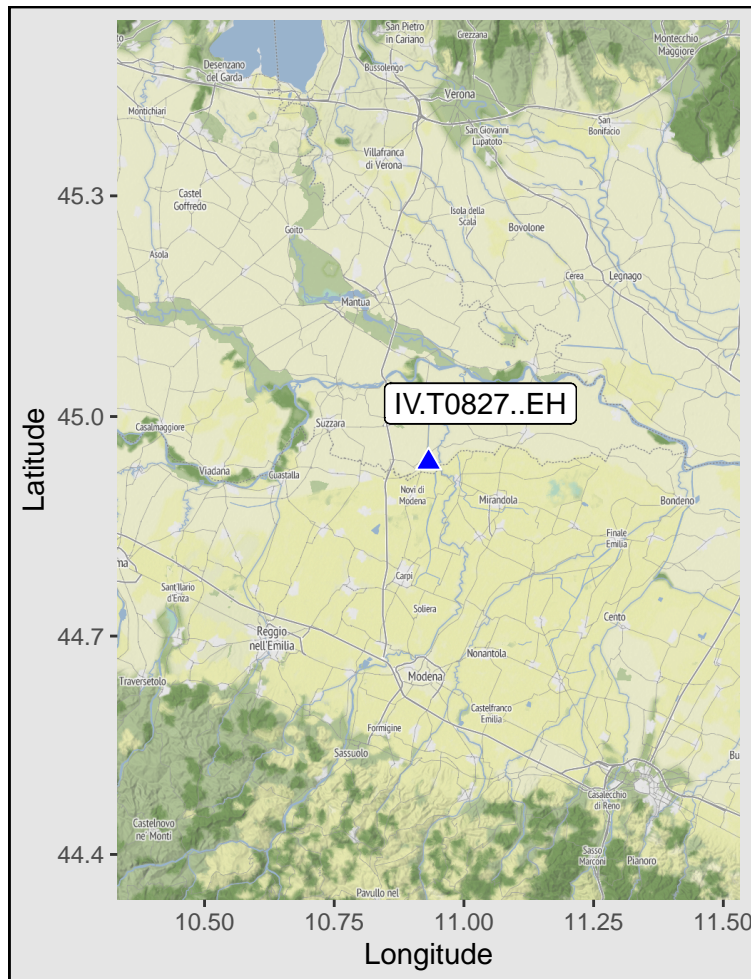 San Pietro
in Cariano
Grezzana
Montecchio
Maggiore
Desenzano
del Garda
Bussolengo
Verona
Montichiari
San Giovanni
Lupatoto
San
Bonifacio
Villafranca
di Verona
Castel
Goffredo
Isola della
Scala
Bovolone
Goito
Asola
Cerea
Legnago
Mantua
IV.T0827..EH
Casalmaggiore
Suzzara
Viadana
Guastalla
Novi di
Modena
Mirandola
Bondeno
Finale
Emilia
ma
Carpi
Sant'Ilario
d'Enza
Soliera
Cento
Reggio
nell'Emilia
Nonantola
Traversetolo
Modena
Castelfranco
Emilia
Formigine
Sassuolo
Bu
Casalecchio
di Reno
Castelnovo
ne' Monti
Sasso
Marconi
Pianoro
Pavullo nel
45.3
45.0
44.7
44.4
Latitude
10.50
10.75
11.00
11.25
11.50
Longitude